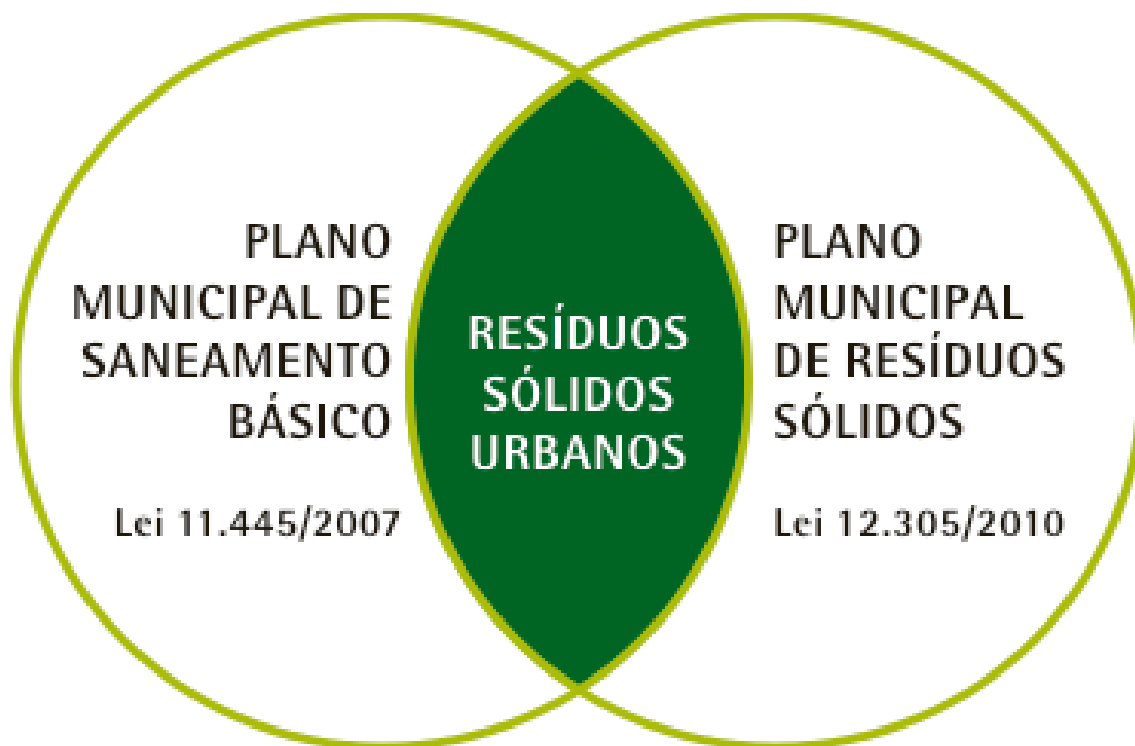 PLANO
MUNICIPAL DE
SANEAMENTO
BÁSICO
Lei 11.445/2007
RESÍDUOS
SÓLIDOS
URBANOS
PLANO
MUNICIPAL
DE RESÍDUOS
SÓLIDOS
Lei 12.305/2010